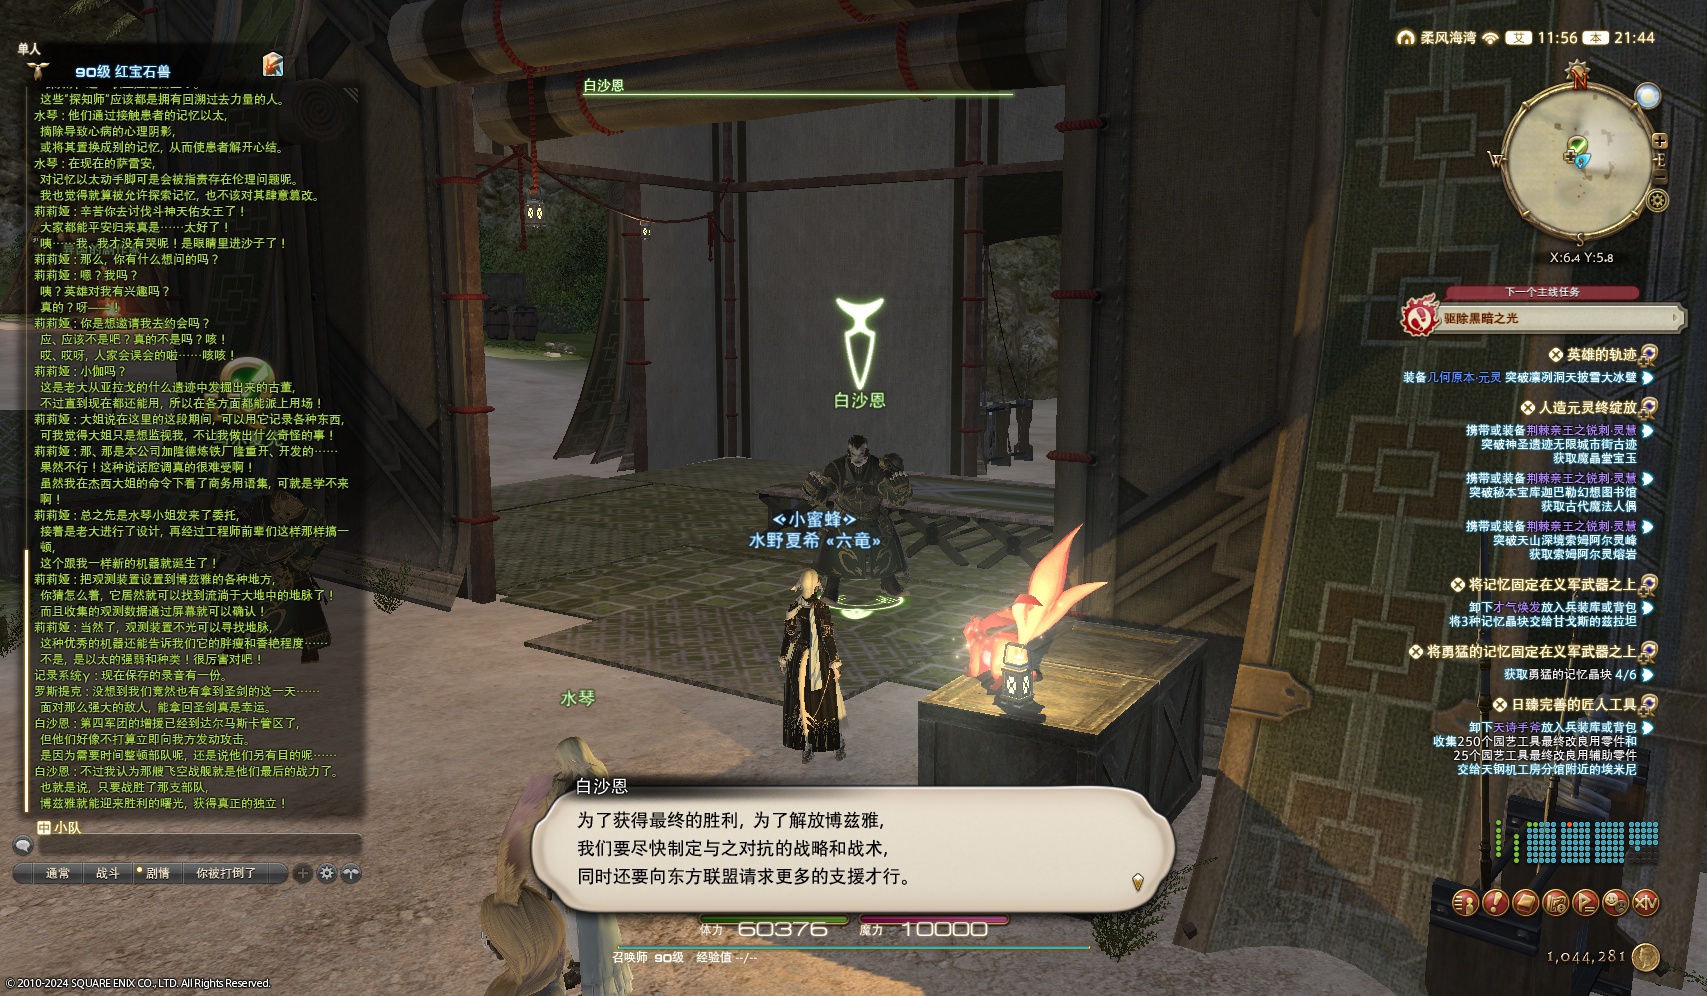 单人
90级 红宝石兽
这些“探知师”应该都是拥有回溯过去力量的人。
水琴：他们通过接触患者的记忆以太，
摘除导致心病的心理阴影，
或将其置换成别的记忆，从而使患者解开心结。
水琴：在现在的萨雷安，
对记忆以太动手脚可是会被指责存在伦理问题呢。
我也觉得就算被允许探索记忆，也不该对其肆意篡改。
莉莉娅：辛苦你去讨伐斗神天佑女王了！
大家都能平安归来真是……太好了！
咦……我、我才没有哭呢！是眼睛里进沙子了！
莉莉娅：那么，你有什么想问的吗？
莉莉娅：嗯？我吗？
咦？英雄对我有兴趣吗？
真的？呀——！
莉莉娅：你是想邀请我去约会吗？
应、应该不是吧？真的不是吗？咳！
哎、哎呀，人家会误会的啦……咳咳！
莉莉娅：小伽吗？
这是老大从亚拉戈的什么遗迹中发掘出来的古董，
不过直到现在都还能用，所以在各方面都能派上用场！
莉莉娅：大姐说在这里的这段期间，可以用它记录各种东西，
可我觉得大姐只是想监视我，不让我做出什么奇怪的事！
莉莉娅：那、那是本公司加隆德炼铁厂隆重开、开发的……
果然不行！这种说话腔调真的很难受啊！
虽然我在杰西大姐的命令下看了商务用语集，可就是学不来
啊！
莉莉娅：总之先是水琴小姐发来了委托，
接着是老大进行了设计，再经过工程师前辈们这样那样搞一
顿，
这个跟我一样新的机器就诞生了！
莉莉娅：把观测装置设置到博兹雅的各种地方，
你猜怎么着，它居然就可以找到流淌于大地中的地脉了！
而且收集的观测数据通过屏幕就可以确认！
莉莉娅：当然了，观测装置不光可以寻找地脉，
这种优秀的机器还能告诉我们它的胖瘦和香艳程度……
不是，是以太的强弱和种类！很厉害对吧！
记录系统γ：现在保存的录音有一份。
罗斯提克：没想到我们竟然也有拿到圣剑的这一天……
面对那么强大的敌人，能拿回圣剑真是幸运。
白沙恩：第四军团的增援已经到达尔马斯卡管区了，
但他们好像不打算立即向我方发动攻击。
是因为需要时间整顿部队呢，还是说他们另有目的呢……
白沙恩：不过我认为那艘飞空战舰就是他们最后的战力了。
也就是说，只要战胜了那支部队，
博兹雅就能迎来胜利的曙光，获得真正的独立！
中 小队
通常 战斗 剧情 你被打倒了
白沙恩
白沙恩
«小蜜蜂»
水野夏希 «六竜»
水琴
白沙恩
为了获得最终的胜利，为了解放博兹雅，
我们要尽快制定与之对抗的战略和战术，
同时还要向东方联盟请求更多的支援才行。
体力 60376 魔力 10000
召唤师 90级 经验值 --/--
柔风海湾 艾 11:56 本 21:44
N
W E
S
X:6.4 Y:5.8
下一个主线任务
驱除黑暗之光
英雄的轨迹
装备几何原本·元灵 突破凛冽洞天披雪大冰壁
人造元灵终绽放
携带或装备荆棘亲王之锐刺·灵慧
突破神圣遗迹无限城市街古迹
获取魔晶堂宝玉
携带或装备荆棘亲王之锐刺·灵慧
突破秘本宝库迦巴勒幻想图书馆
获取古代魔法人偶
携带或装备荆棘亲王之锐刺·灵慧
突破天山深境索姆阿尔灵峰
获取索姆阿尔灵熔岩
将记忆固定在义军武器之上
卸下才气焕发放入兵装库或背包
将3种记忆晶块交给甘戈斯的兹拉坦
将勇猛的记忆固定在义军武器之上
获取勇猛的记忆晶块 4/6
日臻完善的匠人工具
卸下天诗手斧放入兵装库或背包
收集250个园艺工具最终改良用零件和
25个园艺工具最终改良用辅助零件
交给天钢机工房分馆附近的埃米尼
XIV
1,044,281
© 2010-2024 SQUARE ENIX CO., LTD. All Rights Reserved.